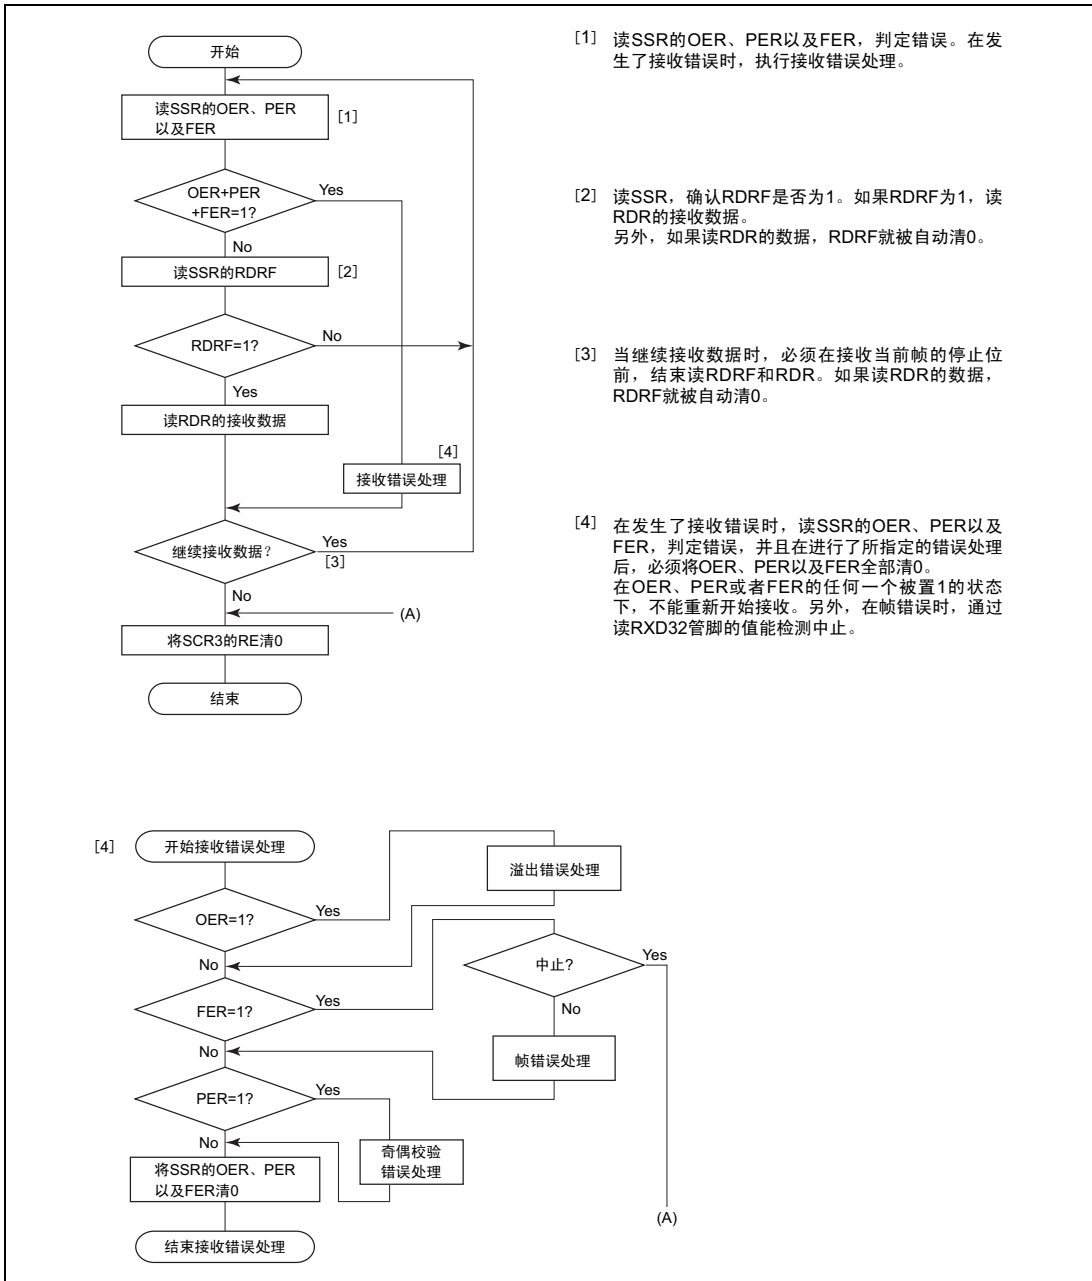 开始
读SSR的OER、PER
以及FER
[1]
OER+PER
+FER=1?
Yes
No
读SSR的RDRF
[2]
RDRF=1?
No
Yes
读RDR的接收数据
[4]
接收错误处理
继续接收数据?
Yes
[3]
No
(A)
将SCR3的RE清0
结束
[1] 读SSR的OER、PER以及FER，判定错误。在发
生了接收错误时，执行接收错误处理。
[2] 读SSR，确认RDRF是否为1。如果RDRF为1，读
RDR的接收数据。
另外，如果读RDR的数据，RDRF就被自动清0。
[3] 当继续接收数据时，必须在接收当前帧的停止位
前，结束读RDRF和RDR。如果读RDR的数据，
RDRF就被自动清0。
[4] 在发生了接收错误时，读SSR的OER、PER以及
FER，判定错误，并且在进行了所指定的错误处理
后，必须将OER、PER以及FER全部清0。
在OER、PER或者FER的任何一个被置1的状态
下，不能重新开始接收。另外，在帧错误时，通过
读RXD32管脚的值能检测中止。
[4]
开始接收错误处理
溢出错误处理
OER=1?
Yes
No
中止?
Yes
No
FER=1?
Yes
No
帧错误处理
PER=1?
Yes
No
奇偶校验
错误处理
将SSR的OER、PER
以及FER清0
(A)
结束接收错误处理